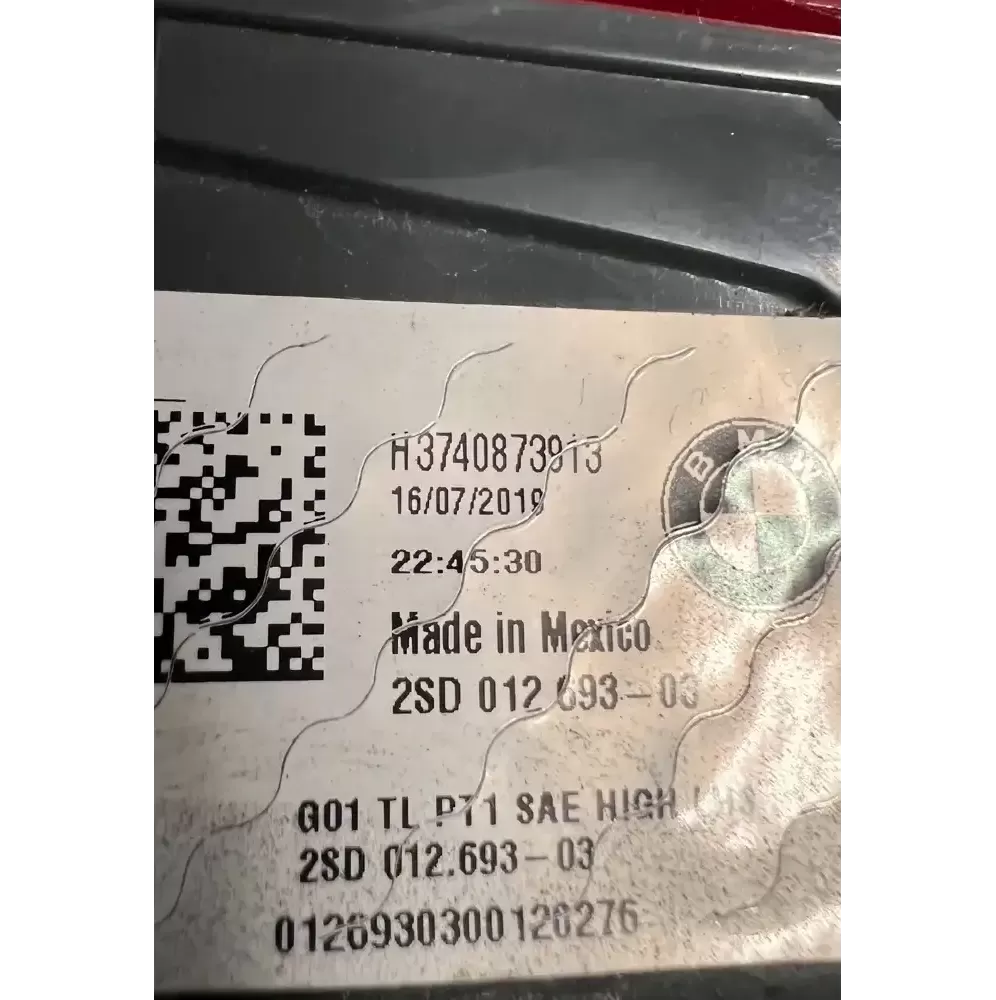 H3740873913
16/07/2019
22:45:30
BMW
Made in Mexico
2SD 012 693-03
G01 TL PT1 SAE HIGH
2SD 012.693-03
0126930300126276